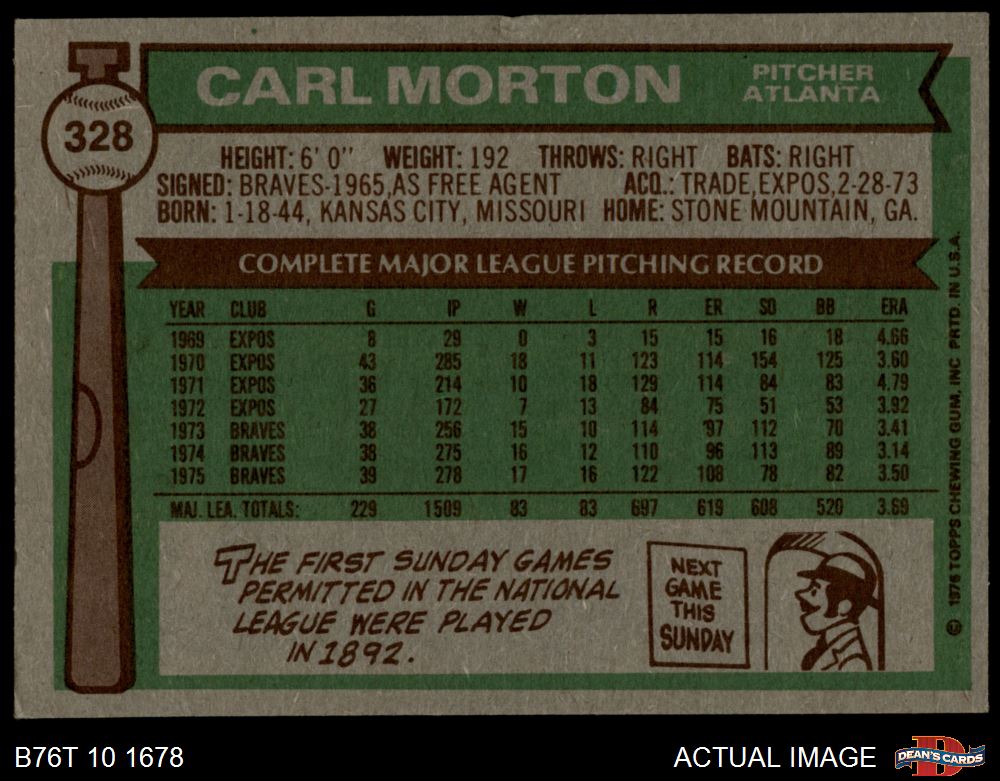 328
CARL MORTON
PITCHER
ATLANTA
HEIGHT: 6' 0" WEIGHT: 192 THROWS: RIGHT BATS: RIGHT
SIGNED: BRAVES-1965, AS FREE AGENT ACQ.: TRADE, EXPOS, 2-28-73
BORN: 1-18-44, KANSAS CITY, MISSOURI HOME: STONE MOUNTAIN, GA.
COMPLETE MAJOR LEAGUE PITCHING RECORD
YEAR CLUB G IP W L R ER SO BB ERA
1969 EXPOS 8 29 0 3 15 15 16 18 4.66
1970 EXPOS 43 285 18 11 123 114 154 125 3.60
1971 EXPOS 36 214 10 18 129 114 84 83 4.79
1972 EXPOS 27 172 7 13 84 75 51 53 3.92
1973 BRAVES 38 256 15 10 114 97 112 70 3.41
1974 BRAVES 38 275 16 12 110 96 113 89 3.14
1975 BRAVES 39 278 17 16 122 108 78 82 3.50
MAJ. LEA. TOTALS: 229 1509 83 83 697 619 608 520 3.69
THE FIRST SUNDAY GAMES
PERMITTED IN THE NATIONAL
LEAGUE WERE PLAYED
IN 1892.
NEXT
GAME
THIS
SUNDAY
© 1976 TOPPS CHEWING GUM, INC PRTD. IN U.S.A.
B76T 10 1678
ACTUAL IMAGE
D
DEAN'S CARDS